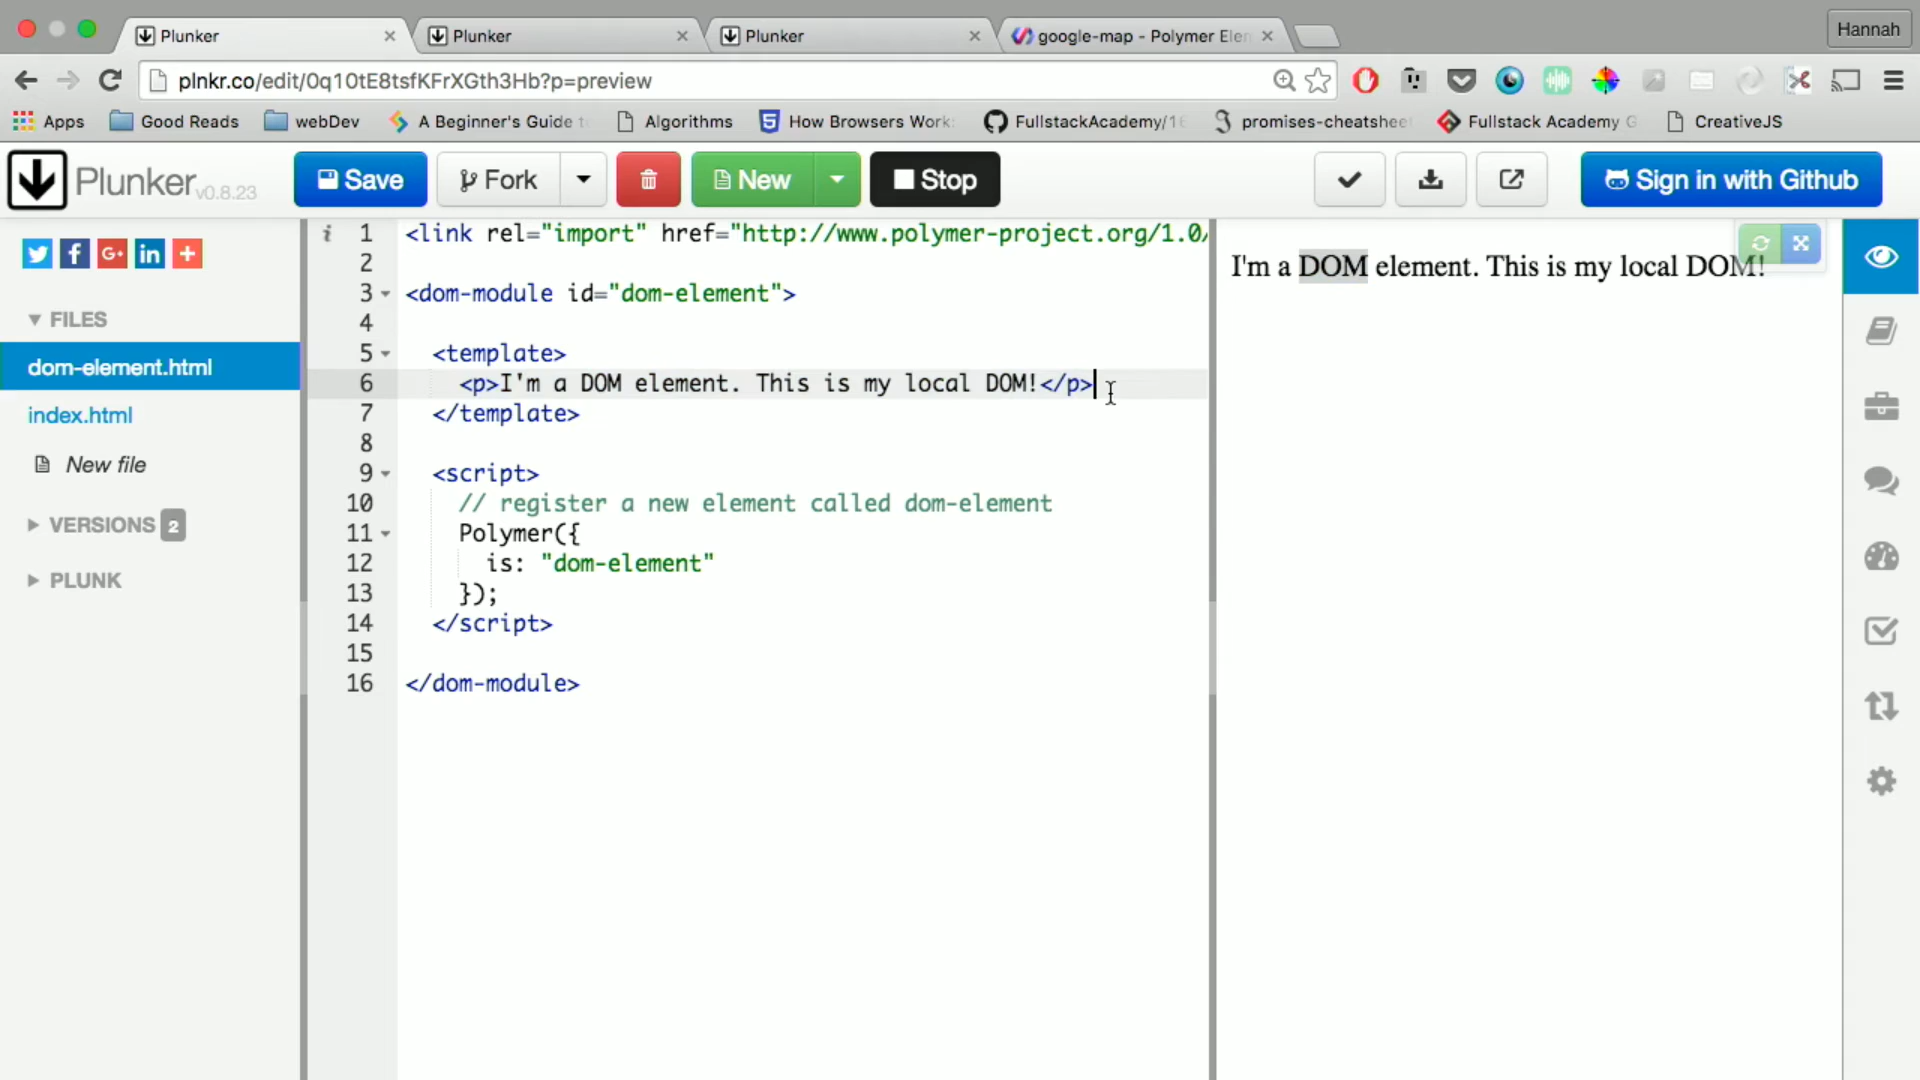 Plunker
Plunker
Plunker
google-map - Polymer Ele
Hannah
plnkr.co/edit/0q1OtE8tsfKFrXGth3Hb?p=preview
Apps
Good Reads
webDev
A Beginner's Guide t
Algorithms
How Browsers Work:
FullstackAcademy/16
promises-cheatshee
Fullstack Academy G
CreativeJS
Plunker v0.8.23
Save
Fork
New
Stop
Sign in with Github
FILES
dom-element.html
index.html
New file
VERSIONS 2
PLUNK
1 <link rel="import" href="http://www.polymer-project.org/1.0/
2
3 <dom-module id="dom-element">
4
5 <template>
6 <p>I'm a DOM element. This is my local DOM!</p>
7 </template>
8
9 <script>
10 // register a new element called dom-element
11 Polymer({
12 is: "dom-element"
13 });
14 </script>
15
16 </dom-module>
I'm a DOM element. This is my local DOM!